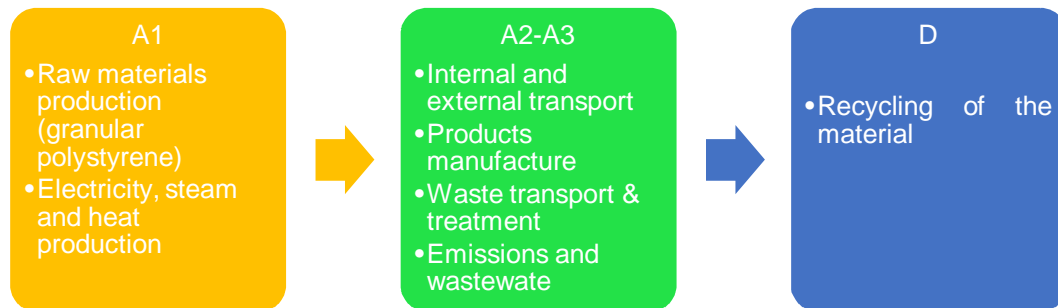 A1
•Raw materials
production
(granular
polystyrene)
•Electricity, steam
and heat
production
A2-A3
•Internal and
external transport
•Products
manufacture
•Waste transport &
treatment
•Emissions and
wastewate
D
•Recycling of the
material